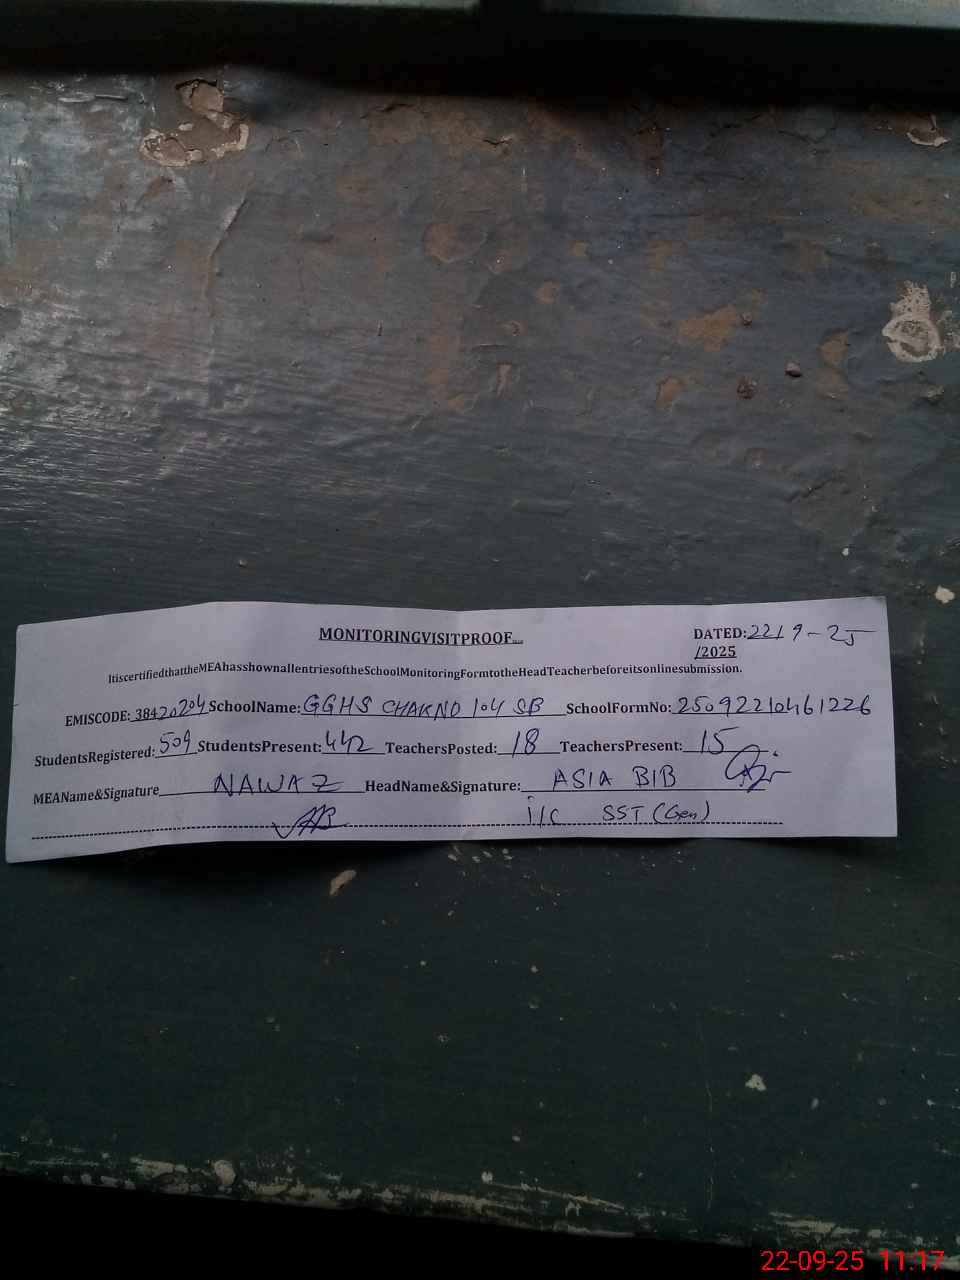 MONITORINGVISITPROOF
DATED:22/9-25
/2025
ItiscertifiedthattheMEAhasshownallentriesoftheSchoolMonitoringFormtotheHeadTeacherbeforeitsonlinesubmission.
EMISCODE: 38420204 SchoolName: GGHS CHAKNO 104 SB SchoolFormNo: 25092210461226
StudentsRegistered: 509 StudentsPresent: 442 TeachersPosted: 18 TeachersPresent: 15
MEAName&Signature NAWAZ HeadName&Signature: ASIA BIB
i/c SST (Gen)
22-09-25 11:17